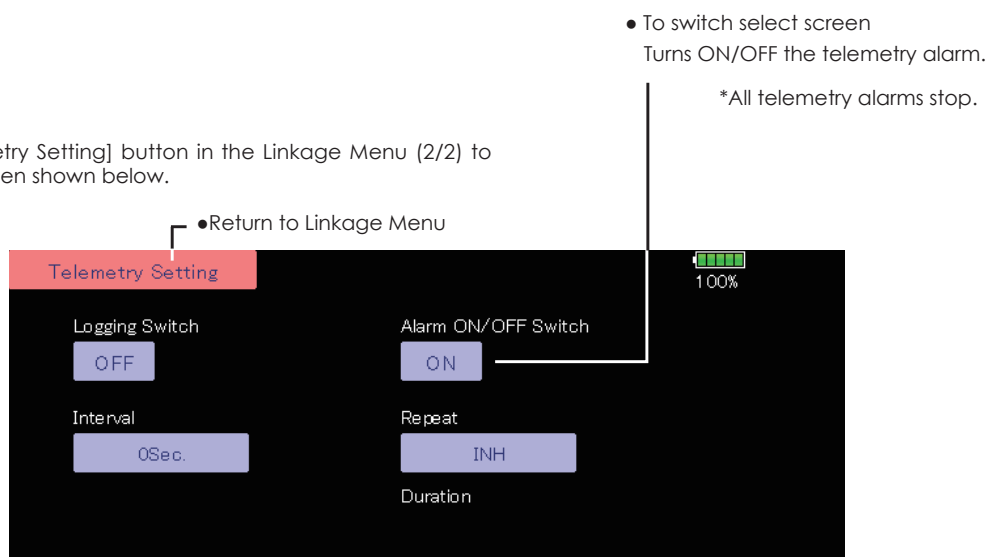 ● To switch select screen
Turns ON/OFF the telemetry alarm.
*All telemetry alarms stop.
Setting] button in the Linkage Menu (2/2) to
shown below.
●Return to Linkage Menu
Telemetry Setting
100%
Logging Switch
Alarm ON/OFF Switch
OFF
ON
Interval
Repeat
0Sec.
INH
Duration